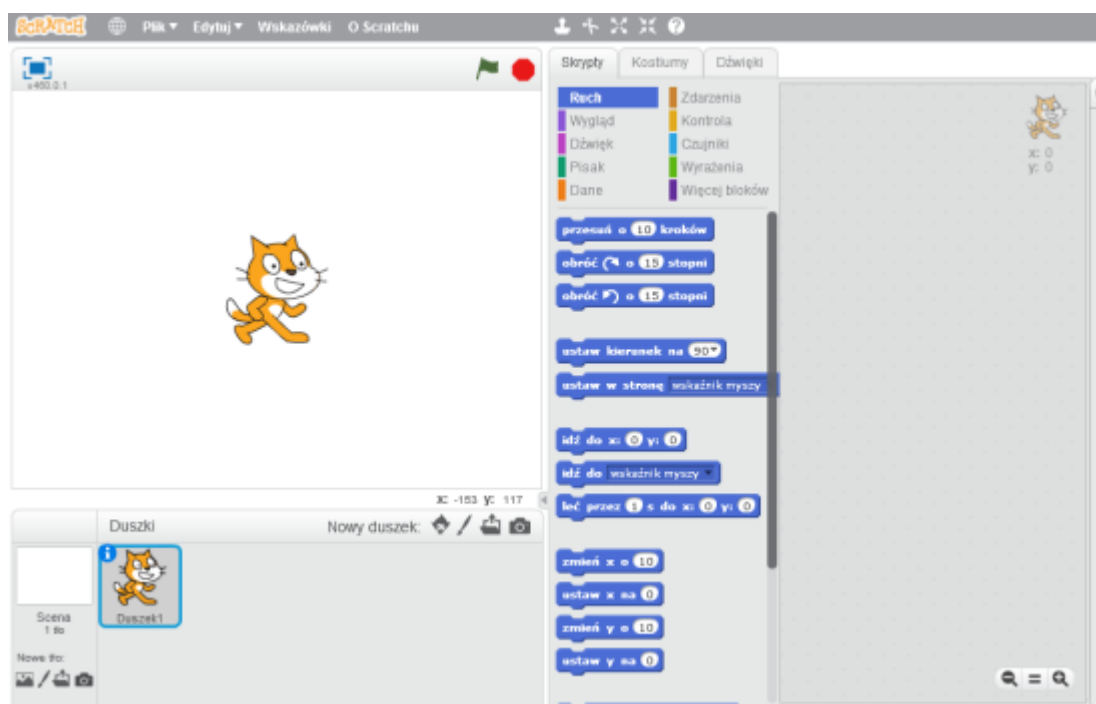 SCRATCH Plik Edytuj Wskazówki O Scratchu
v460.0.1
Skrypty Kostiumy Dźwięki
Ruch Zdarzenia
Wygląd Kontrola
Dźwięk Czujniki
Pisak Wyrażenia
Dane Więcej bloków
x: 0
y: 0
przesuń o 10 kroków
obróć o 15 stopni
obróć o 15 stopni
ustaw kierunek na 90
ustaw w stronę wskaźnik myszy
idź do x: 0 y: 0
idź do wskaźnik myszy
leć przez 1 s do x: 0 y: 0
zmień x o 10
ustaw x na 0
zmień y o 10
ustaw y na 0
X: -153 Y: 117
Duszki Nowy duszek:
Scena
1 tło
Duszek1
Nowe tło: